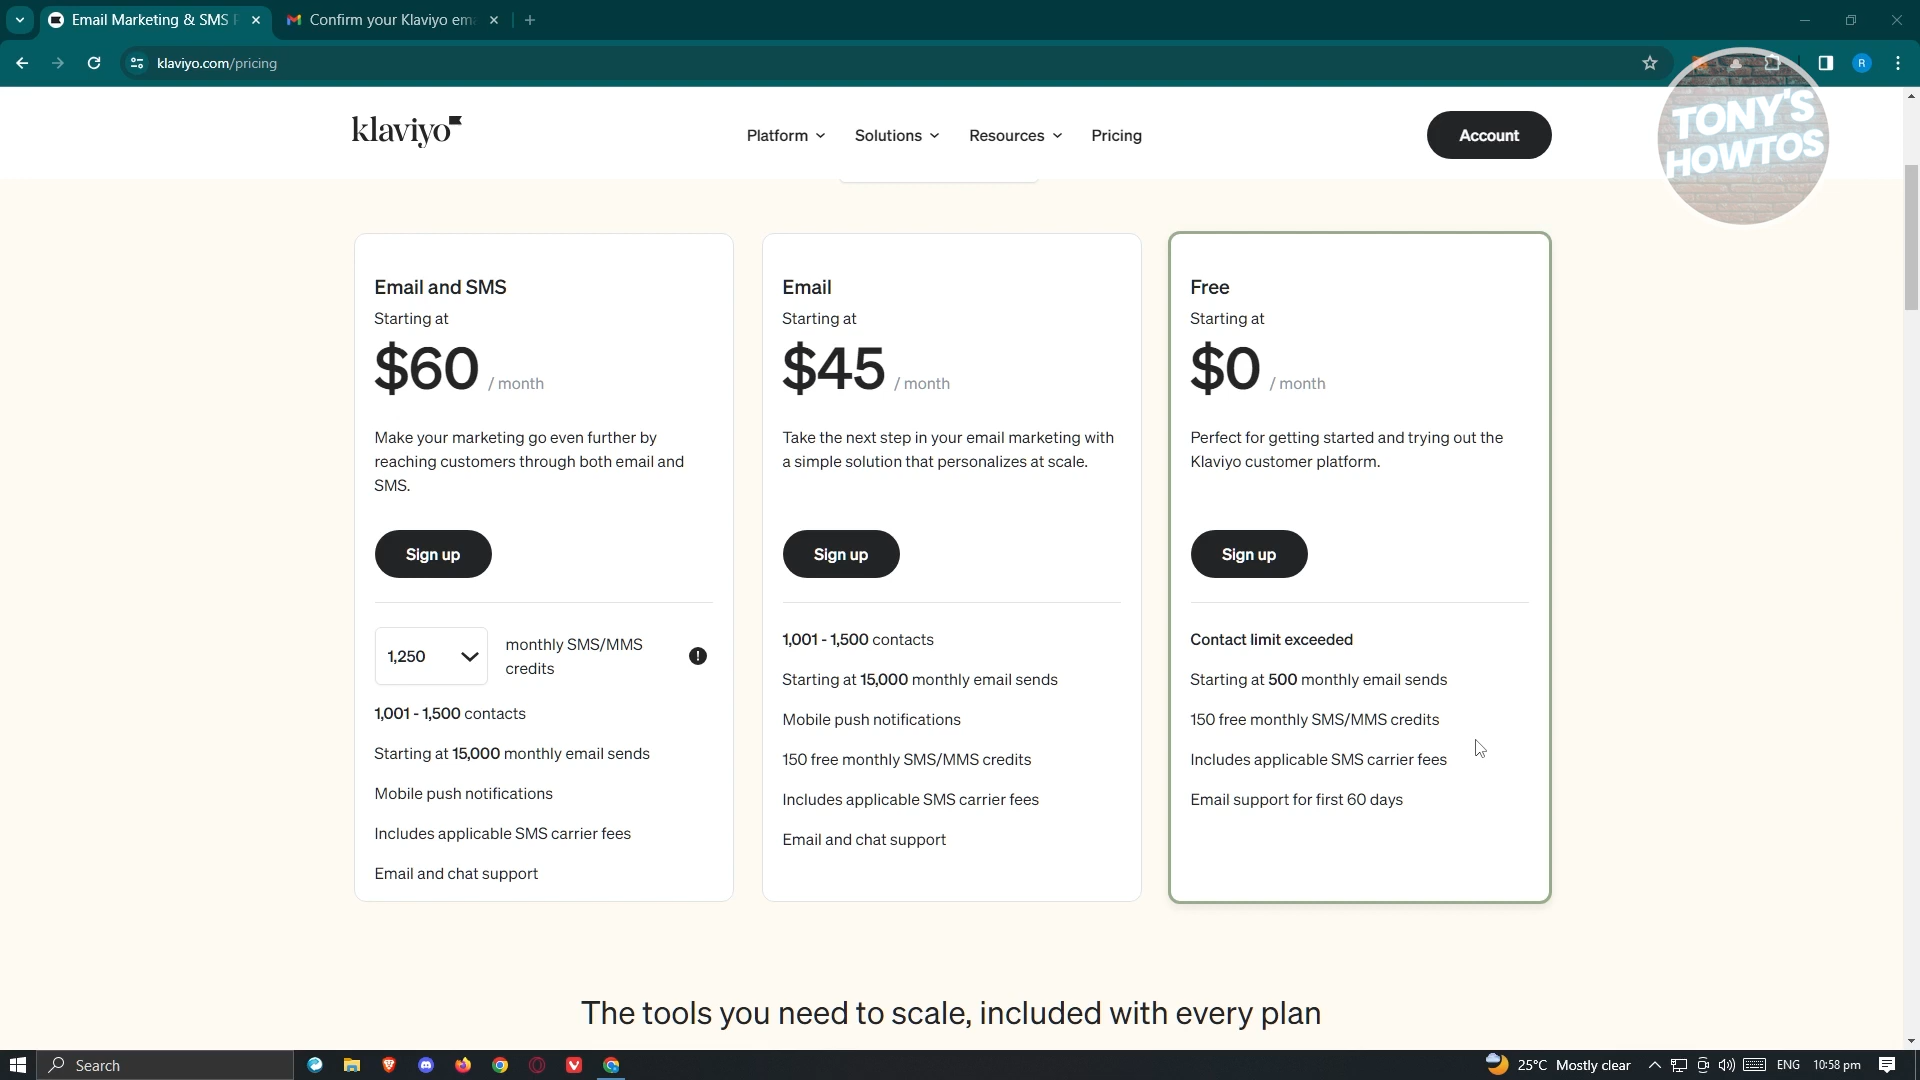 Email Marketing & SMS P
Confirm your Klaviyo ema
klaviyo.com/pricing
R
klaviyo
Platform
Solutions
Resources
Pricing
Account
TONY'S
HOWTOS
Email and SMS
Starting at
$60 / month
Make your marketing go even further by
reaching customers through both email and
SMS.
Sign up
1,250
monthly SMS/MMS
credits
1,001 - 1,500 contacts
Starting at 15,000 monthly email sends
Mobile push notifications
Includes applicable SMS carrier fees
Email and chat support
Email
Starting at
$45 / month
Take the next step in your email marketing with
a simple solution that personalizes at scale.
Sign up
1,001 - 1,500 contacts
Starting at 15,000 monthly email sends
Mobile push notifications
150 free monthly SMS/MMS credits
Includes applicable SMS carrier fees
Email and chat support
Free
Starting at
$0 / month
Perfect for getting started and trying out the
Klaviyo customer platform.
Sign up
Contact limit exceeded
Starting at 500 monthly email sends
150 free monthly SMS/MMS credits
Includes applicable SMS carrier fees
Email support for first 60 days
The tools you need to scale, included with every plan
Search
25°C Mostly clear
ENG
10:58 pm